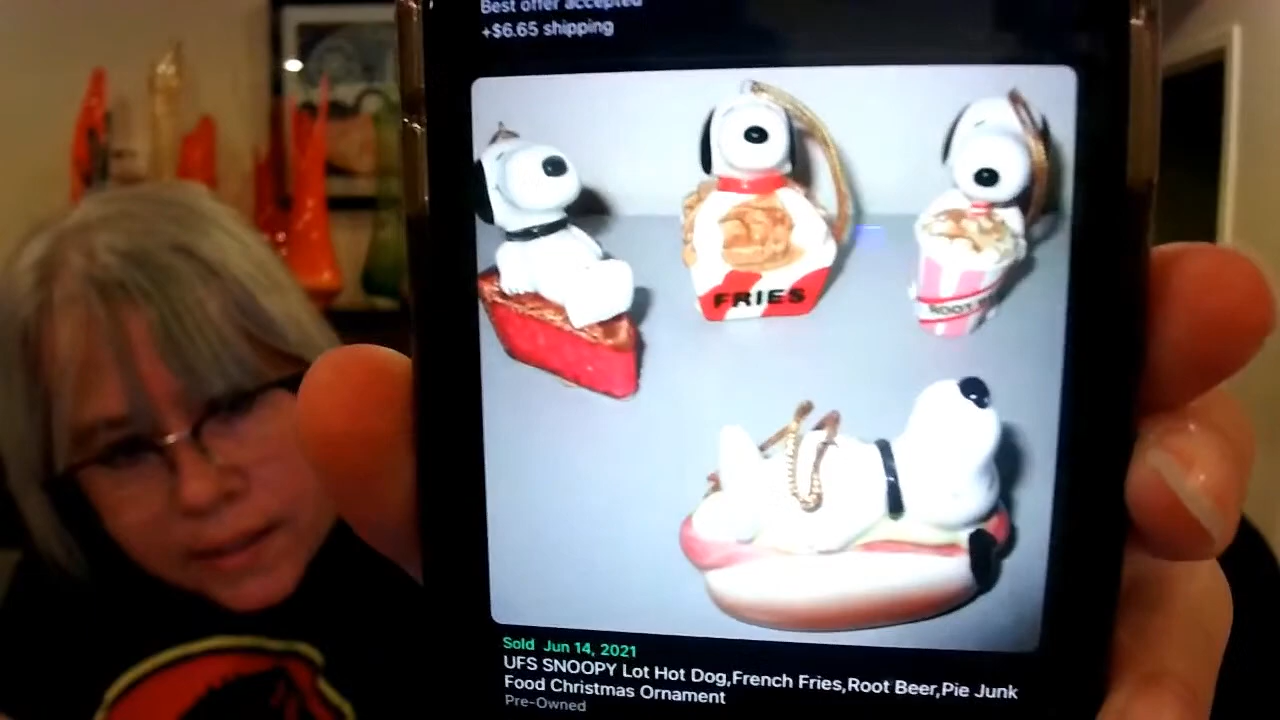 Best offer accepted
+$6.65 shipping
FRIES
ROOT
Sold Jun 14, 2021
UFS SNOOPY Lot Hot Dog,French Fries,Root Beer,Pie Junk
Food Christmas Ornament
Pre-Owned